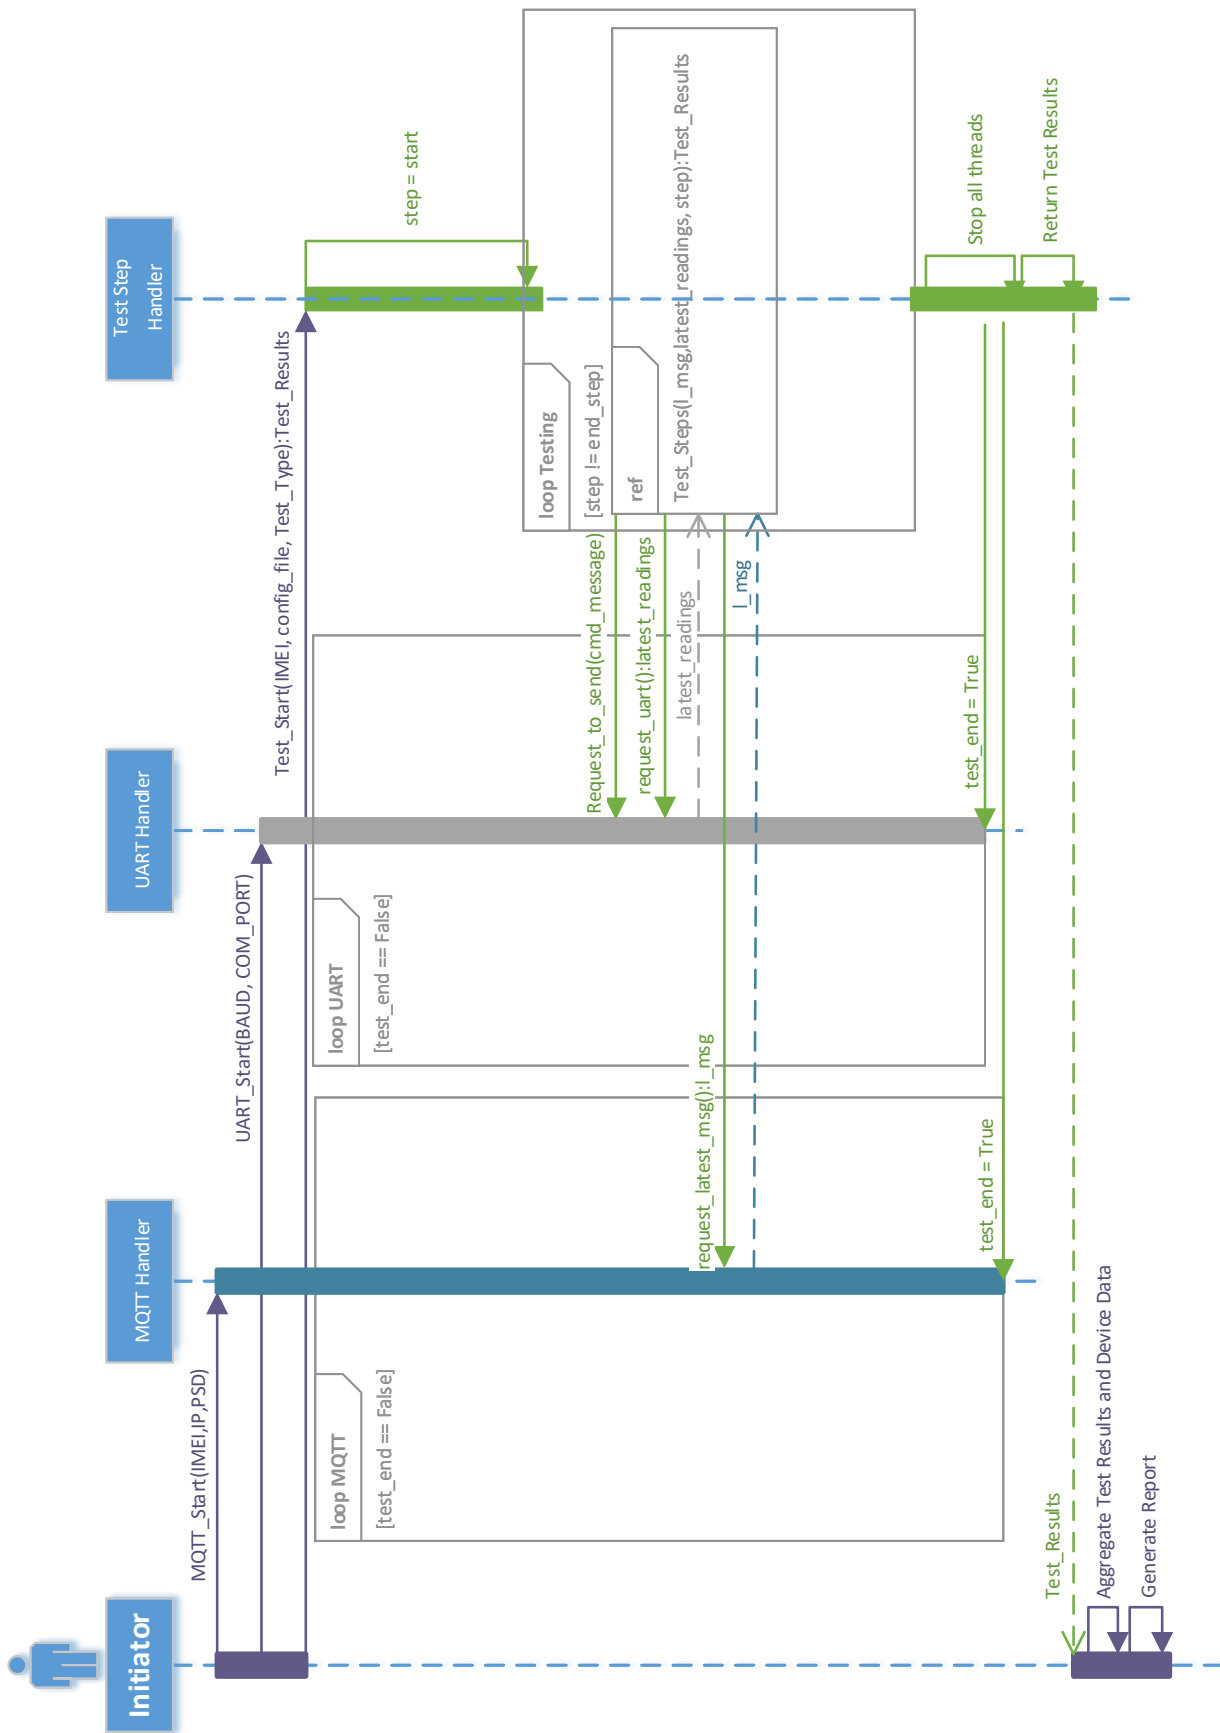 Initiator
MQTT Handler
UART Handler
Test Step
Handler
MQTT_Start(IMEI,IP,PSD)
UART_Start(BAUD, COM_PORT)
Test_Start(IMEI, config_file, Test_Type):Test_Results
step = start
loop MQTT
[test_end == False]
loop UART
[test_end == False]
loop Testing
[step != end_step]
ref
Test_Steps(l_msg,latest_readings, step):Test_Results
Request_to_send(cmd_message)
request_uart():latest_readings
latest_readings
request_latest_msg():l_msg
l_msg
Stop all threads
test_end = True
test_end = True
Return Test Results
Test_Results
Aggregate Test Results and Device Data
Generate Report